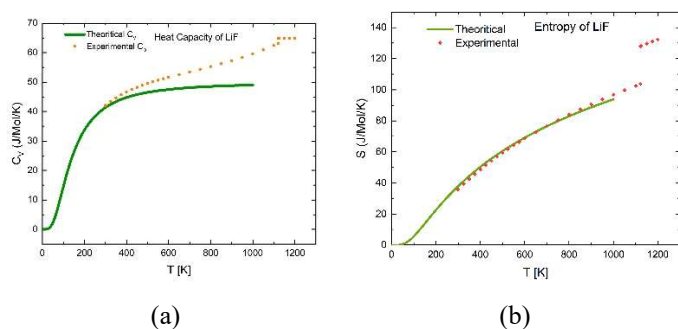 Heat Capacity of LiF
Theoritical Cᵥ
Experimental Cₚ
Cᵥ (J/Mol/K)
65
60
50
40
30
20
10
0
0 200 400 600 800 1000 1200
T [K]
(a)
Entropy of LiF
Theoritical
Experimental
S (J/Mol/K)
140
120
100
80
60
40
20
0
0 200 400 600 800 1000 1200
T [K]
(b)